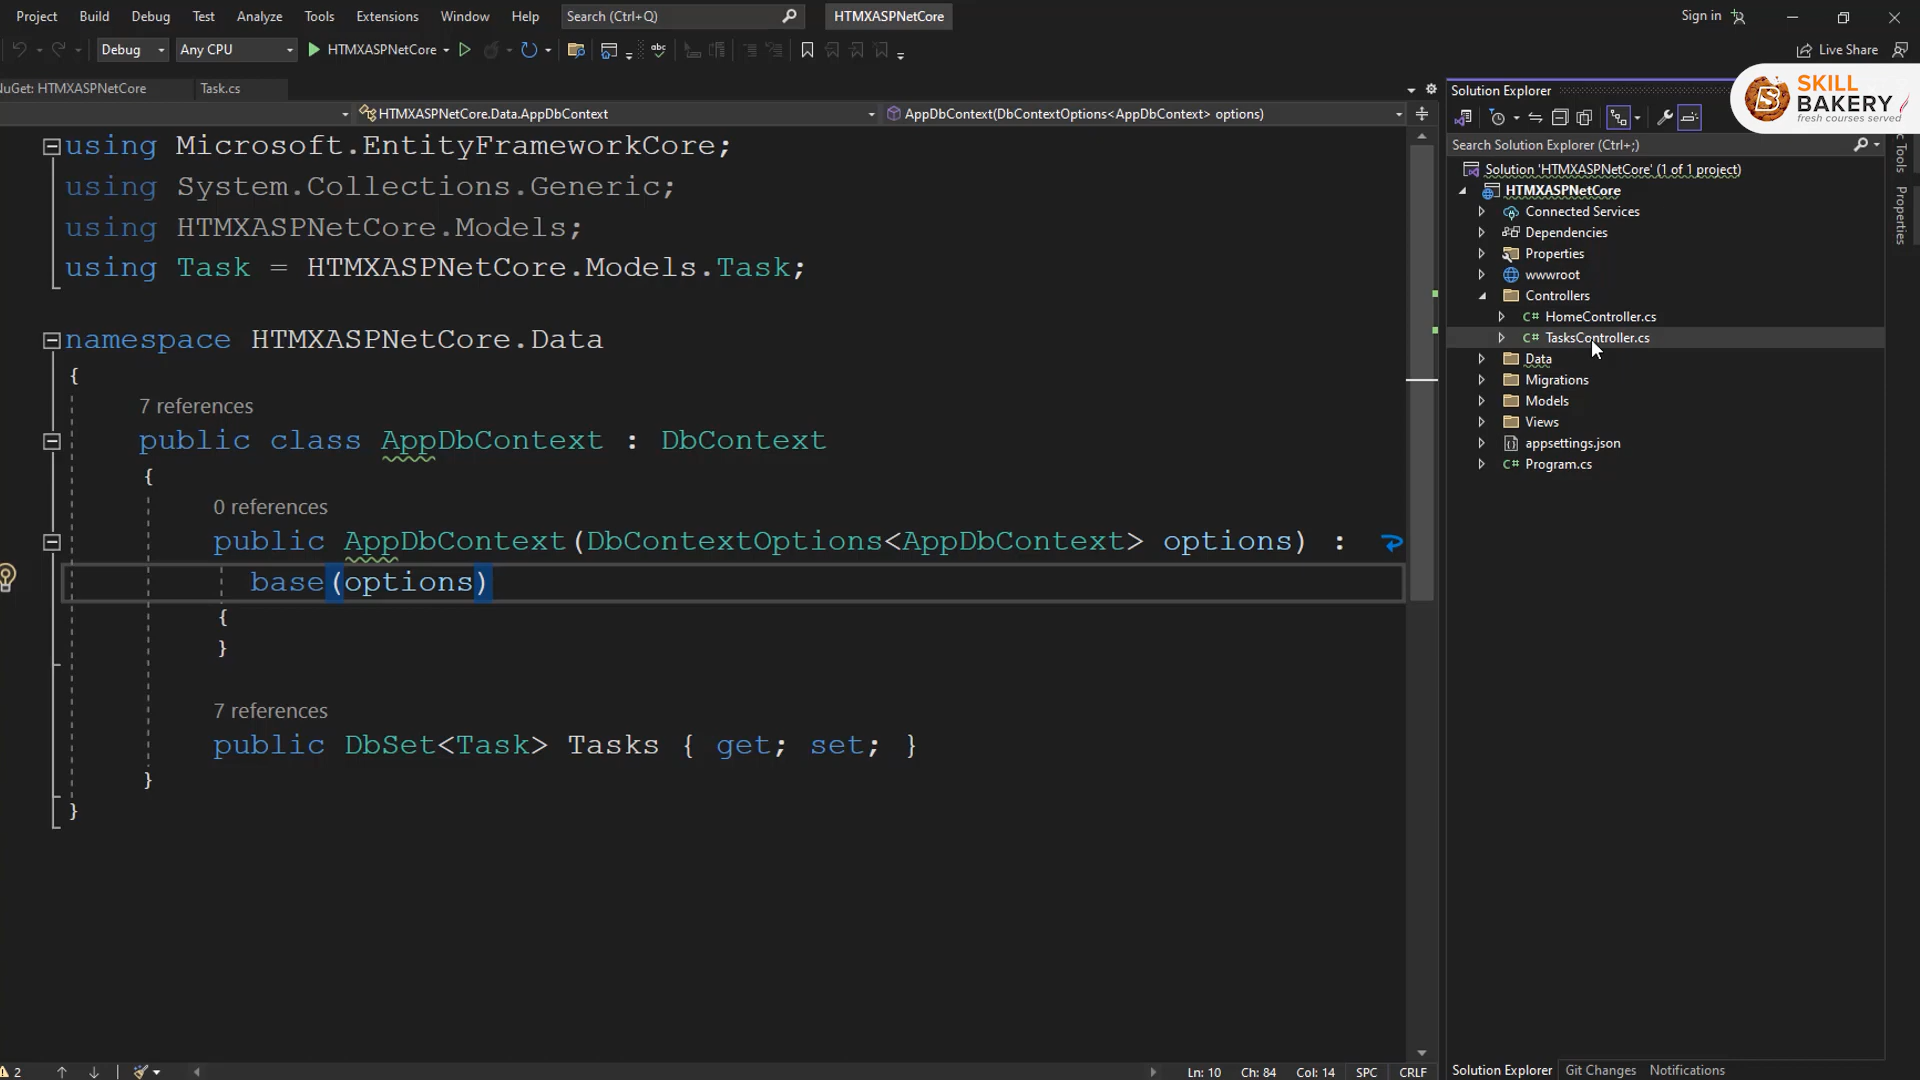 Project Build Debug Test Analyze Tools Extensions Window Help Search (Ctrl+Q) HTMXASPNetCore Sign in
Debug Any CPU HTMXASPNetCore Live Share
NuGet: HTMXASPNetCore Task.cs
HTMXASPNetCore.Data.AppDbContext AppDbContext(DbContextOptions<AppDbContext> options)
using Microsoft.EntityFrameworkCore;
using System.Collections.Generic;
using HTMXASPNetCore.Models;
using Task = HTMXASPNetCore.Models.Task;
namespace HTMXASPNetCore.Data
{
7 references
public class AppDbContext : DbContext
{
0 references
public AppDbContext(DbContextOptions<AppDbContext> options) :
base(options)
{
}
7 references
public DbSet<Task> Tasks { get; set; }
}
}
2
Ln: 10 Ch: 84 Col: 14 SPC CRLF
Solution Explorer
SKILL
BAKERY
fresh courses served
Search Solution Explorer (Ctrl+;)
Solution 'HTMXASPNetCore' (1 of 1 project)
HTMXASPNetCore
Connected Services
Dependencies
Properties
wwwroot
Controllers
C# HomeController.cs
C# TasksController.cs
Data
Migrations
Models
Views
appsettings.json
C# Program.cs
Solution Explorer Git Changes Notifications
Tools
Properties